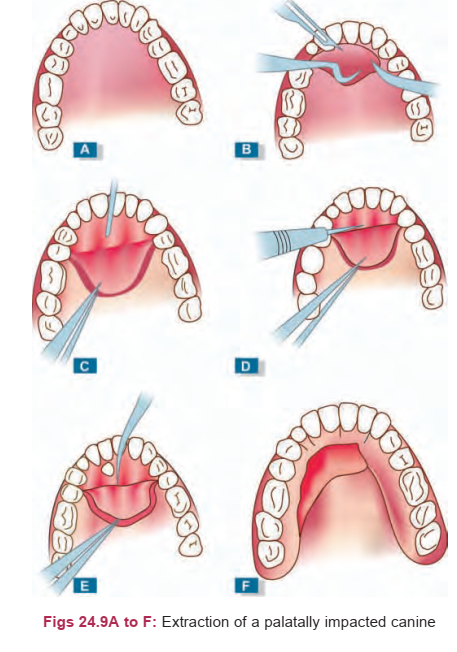 A
B
C
D
E
F
Figs 24.9A to F: Extraction of a palatally impacted canine